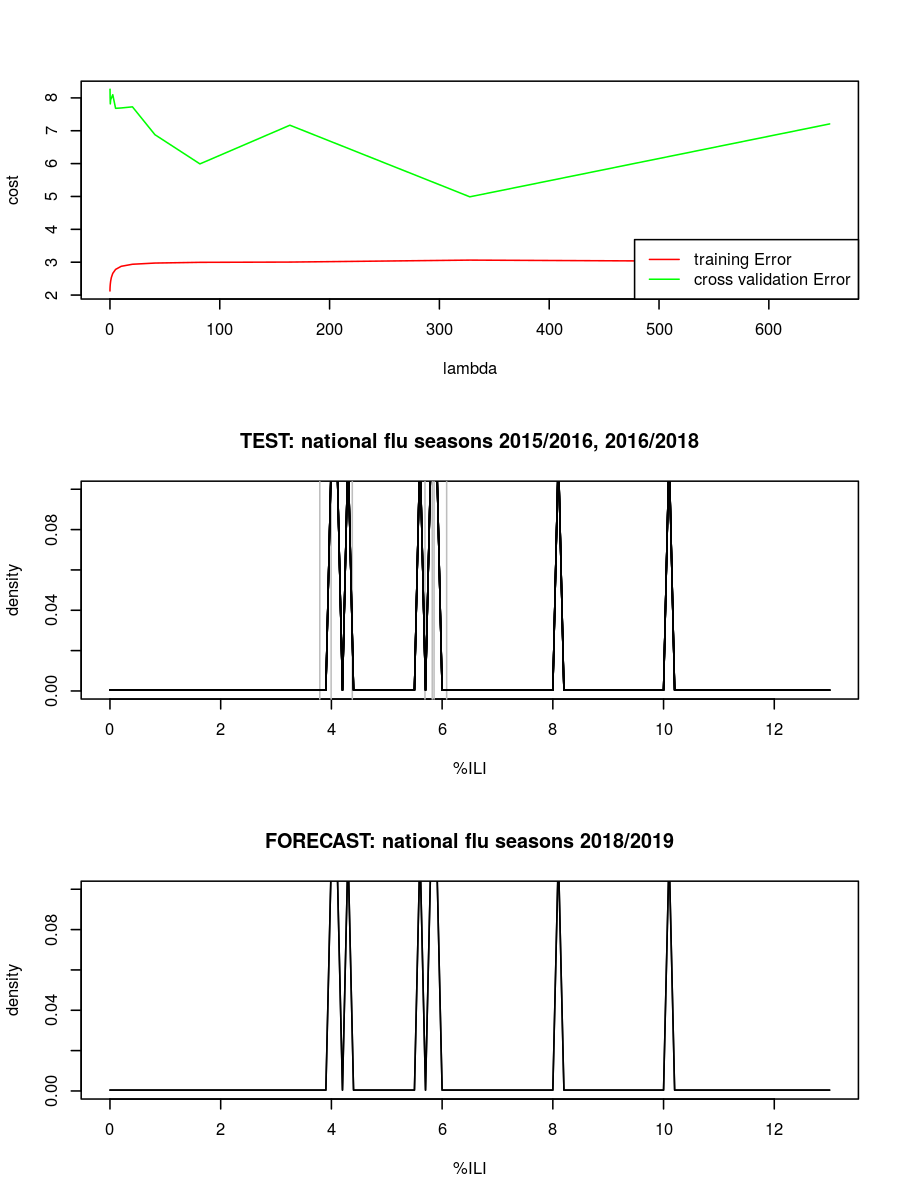 8
7
6
5
4
3
2
cost
training Error
cross validation Error
0 100 200 300 400 500 600
lambda
TEST: national flu seasons 2015/2016, 2016/2018
0.08
0.04
0.00
density
0 2 4 6 8 10 12
%ILI
FORECAST: national flu seasons 2018/2019
0.08
0.04
0.00
density
0 2 4 6 8 10 12
%ILI